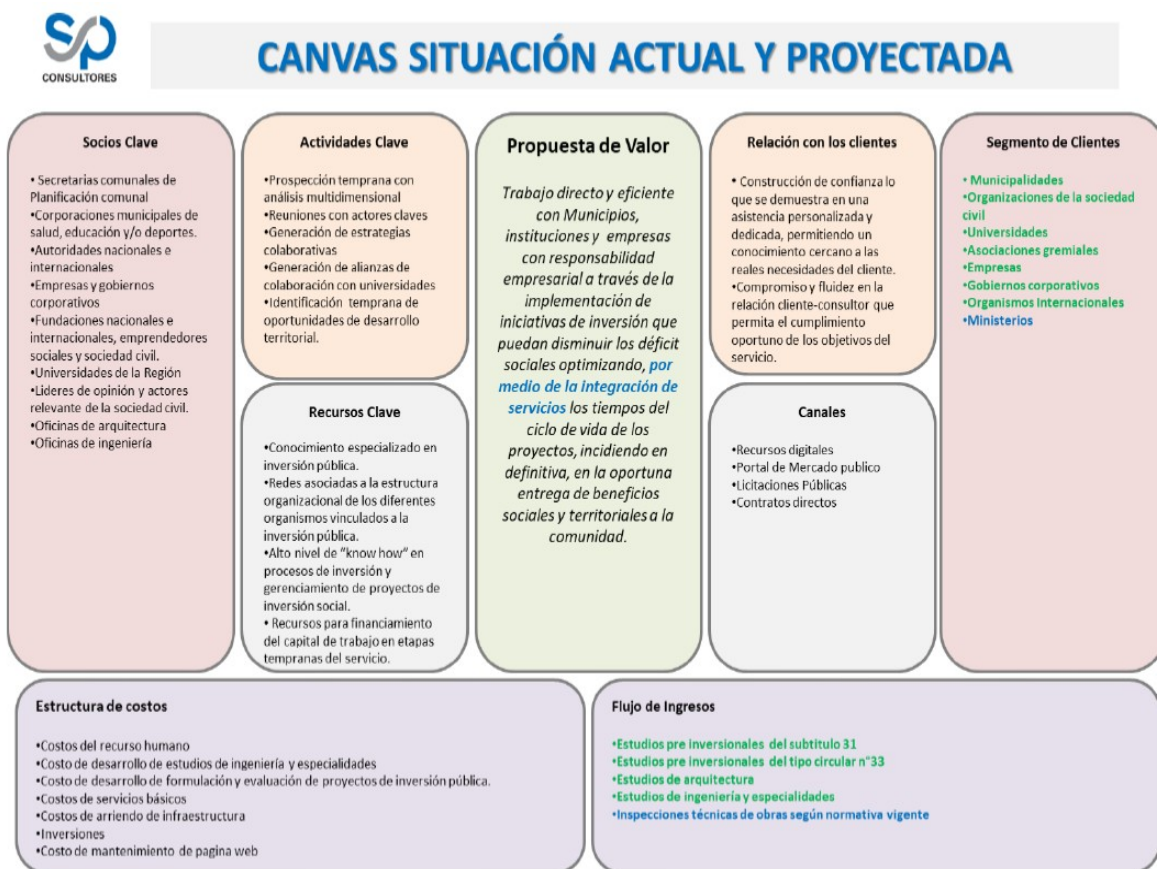 SP
CONSULTORES
CANVAS SITUACIÓN ACTUAL Y PROYECTADA
Socios Clave
• Secretarias comunales de
Planificación comunal
•Corporaciones municipales de
salud, educación y/o deportes.
•Autoridades nacionales e
internacionales
•Empresas y gobiernos
corporativos
•Fundaciones nacionales e
internacionales, emprendedores
sociales y sociedad civil.
•Universidades de la Región
•Lideres de opinión y actores
relevante de la sociedad civil.
•Oficinas de arquitectura
•Oficinas de ingeniería
Actividades Clave
•Prospección temprana con
análisis multidimensional
•Reuniones con actores claves
•Generación de estrategias
colaborativas
•Generación de alianzas de
colaboración con universidades
•Identificación temprana de
oportunidades de desarrollo
territorial.
Recursos Clave
•Conocimiento especializado en
inversión pública.
•Redes asociadas a la estructura
organizacional de los diferentes
organismos vinculados a la
inversión pública.
•Alto nivel de "know how" en
procesos de inversión y
gerenciamiento de proyectos de
inversión social.
• Recursos para financiamiento
del capital de trabajo en etapas
tempranas del servicio.
Propuesta de Valor
Trabajo directo y eficiente
con Municipios,
instituciones y empresas
con responsabilidad
empresarial a través de la
implementación de
iniciativas de inversión que
puedan disminuir los déficit
sociales optimizando, por
medio de la integración de
servicios los tiempos del
ciclo de vida de los
proyectos, incidiendo en
definitiva, en la oportuna
entrega de beneficios
sociales y territoriales a la
comunidad.
Relación con los clientes
• Construcción de confianza lo
que se demuestra en una
asistencia personalizada y
dedicada, permitiendo un
conocimiento cercano a las
reales necesidades del cliente.
•Compromiso y fluidez en la
relación cliente-consultor que
permita el cumplimiento
oportuno de los objetivos del
servicio.
Canales
•Recursos digitales
•Portal de Mercado publico
•Licitaciones Públicas
•Contratos directos
Segmento de Clientes
• Municipalidades
•Organizaciones de la sociedad
civil
•Universidades
•Asociaciones gremiales
•Empresas
•Gobiernos corporativos
•Organismos Internacionales
•Ministerios
Estructura de costos
•Costos del recurso humano
•Costo de desarrollo de estudios de ingeniería y especialidades
•Costo de desarrollo de formulación y evaluación de proyectos de inversión pública.
•Costos de servicios básicos
•Costos de arriendo de infraestructura
•Inversiones
•Costo de mantenimiento de pagina web
Flujo de Ingresos
•Estudios pre inversionales del subtitulo 31
•Estudios pre inversionales del tipo circular n°33
•Estudios de arquitectura
•Estudios de ingeniería y especialidades
•Inspecciones técnicas de obras según normativa vigente